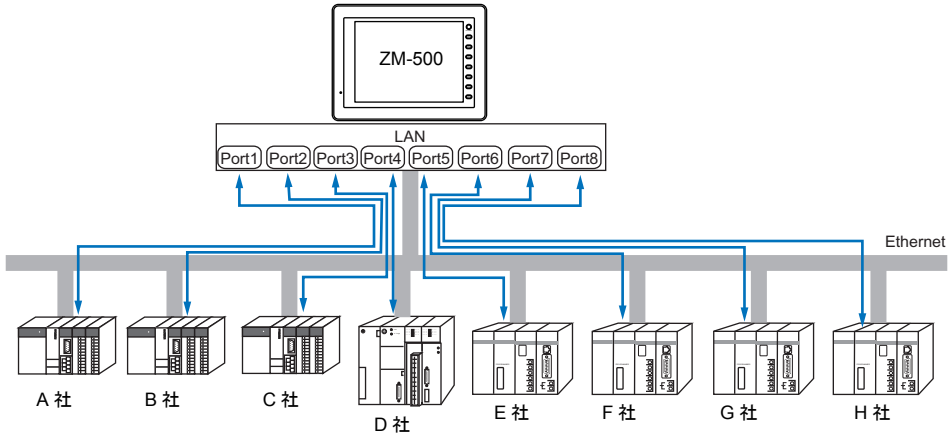 ZM-500
LAN
Port1 Port2 Port3 Port4 Port5 Port6 Port7 Port8
Ethernet
A 社 B 社 C 社 D 社 E 社 F 社 G 社 H 社